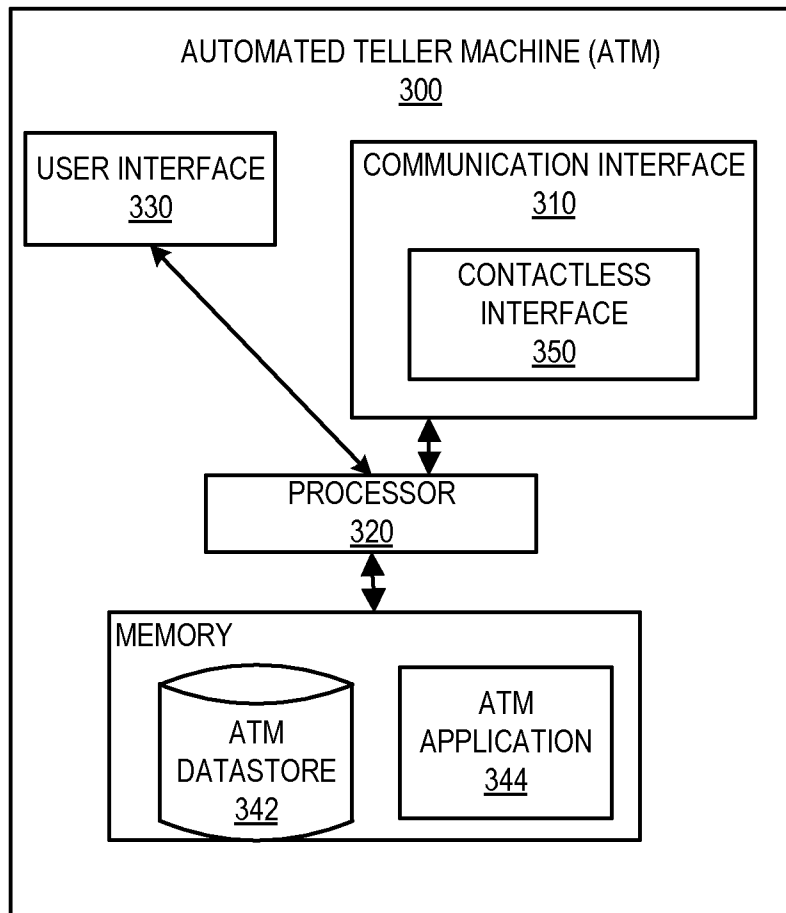 AUTOMATED TELLER MACHINE (ATM)
300
USER INTERFACE
330
COMMUNICATION INTERFACE
310
CONTACTLESS
INTERFACE
350
PROCESSOR
320
MEMORY
ATM
DATASTORE
342
ATM
APPLICATION
344